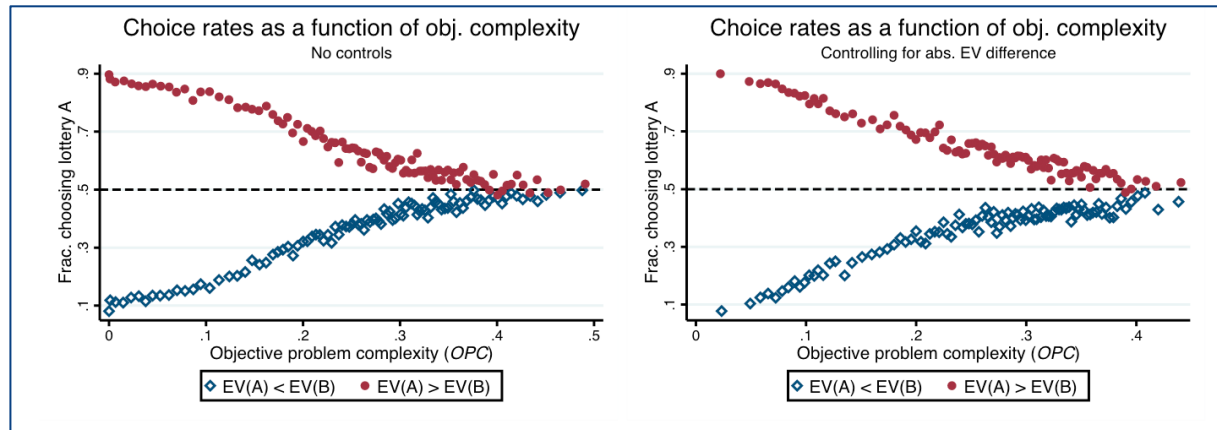 Choice rates as a function of obj. complexity
No controls
Frac. choosing lottery A
.9
.7
.5
.3
.1
0 .1 .2 .3 .4 .5
Objective problem complexity (OPC)
EV(A) < EV(B) EV(A) > EV(B)
Choice rates as a function of obj. complexity
Controlling for abs. EV difference
Frac. choosing lottery A
.9
.7
.5
.3
.1
0 .1 .2 .3 .4
Objective problem complexity (OPC)
EV(A) < EV(B) EV(A) > EV(B)